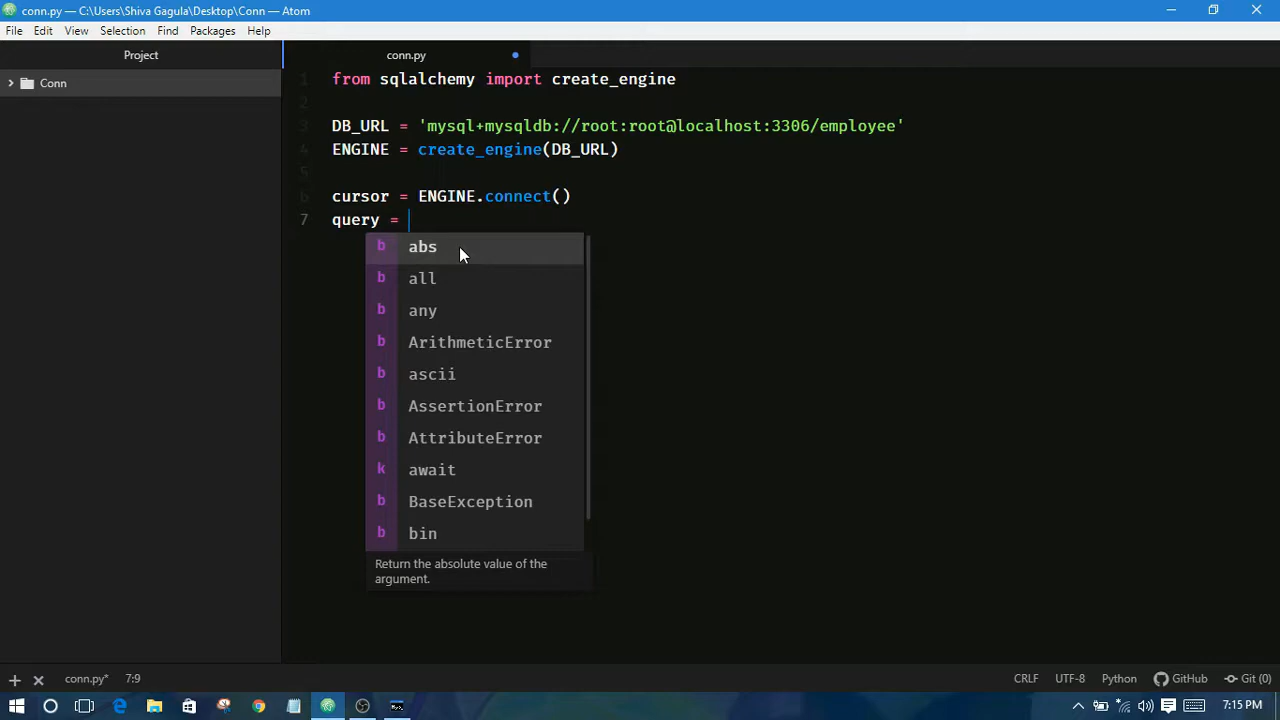 conn.py — C:\Users\Shiva Gagula\Desktop\Conn — Atom
File Edit View Selection Find Packages Help
Project
conn.py
Conn
1 from sqlalchemy import create_engine
2
3 DB_URL = 'mysql+mysqldb://root:root@localhost:3306/employee'
4 ENGINE = create_engine(DB_URL)
5
6 cursor = ENGINE.connect()
7 query =
b abs
b all
b any
b ArithmeticError
b ascii
b AssertionError
b AttributeError
k await
b BaseException
b bin
Return the absolute value of the
argument.
conn.py* 7:9 CRLF UTF-8 Python GitHub Git (0)
7:15 PM